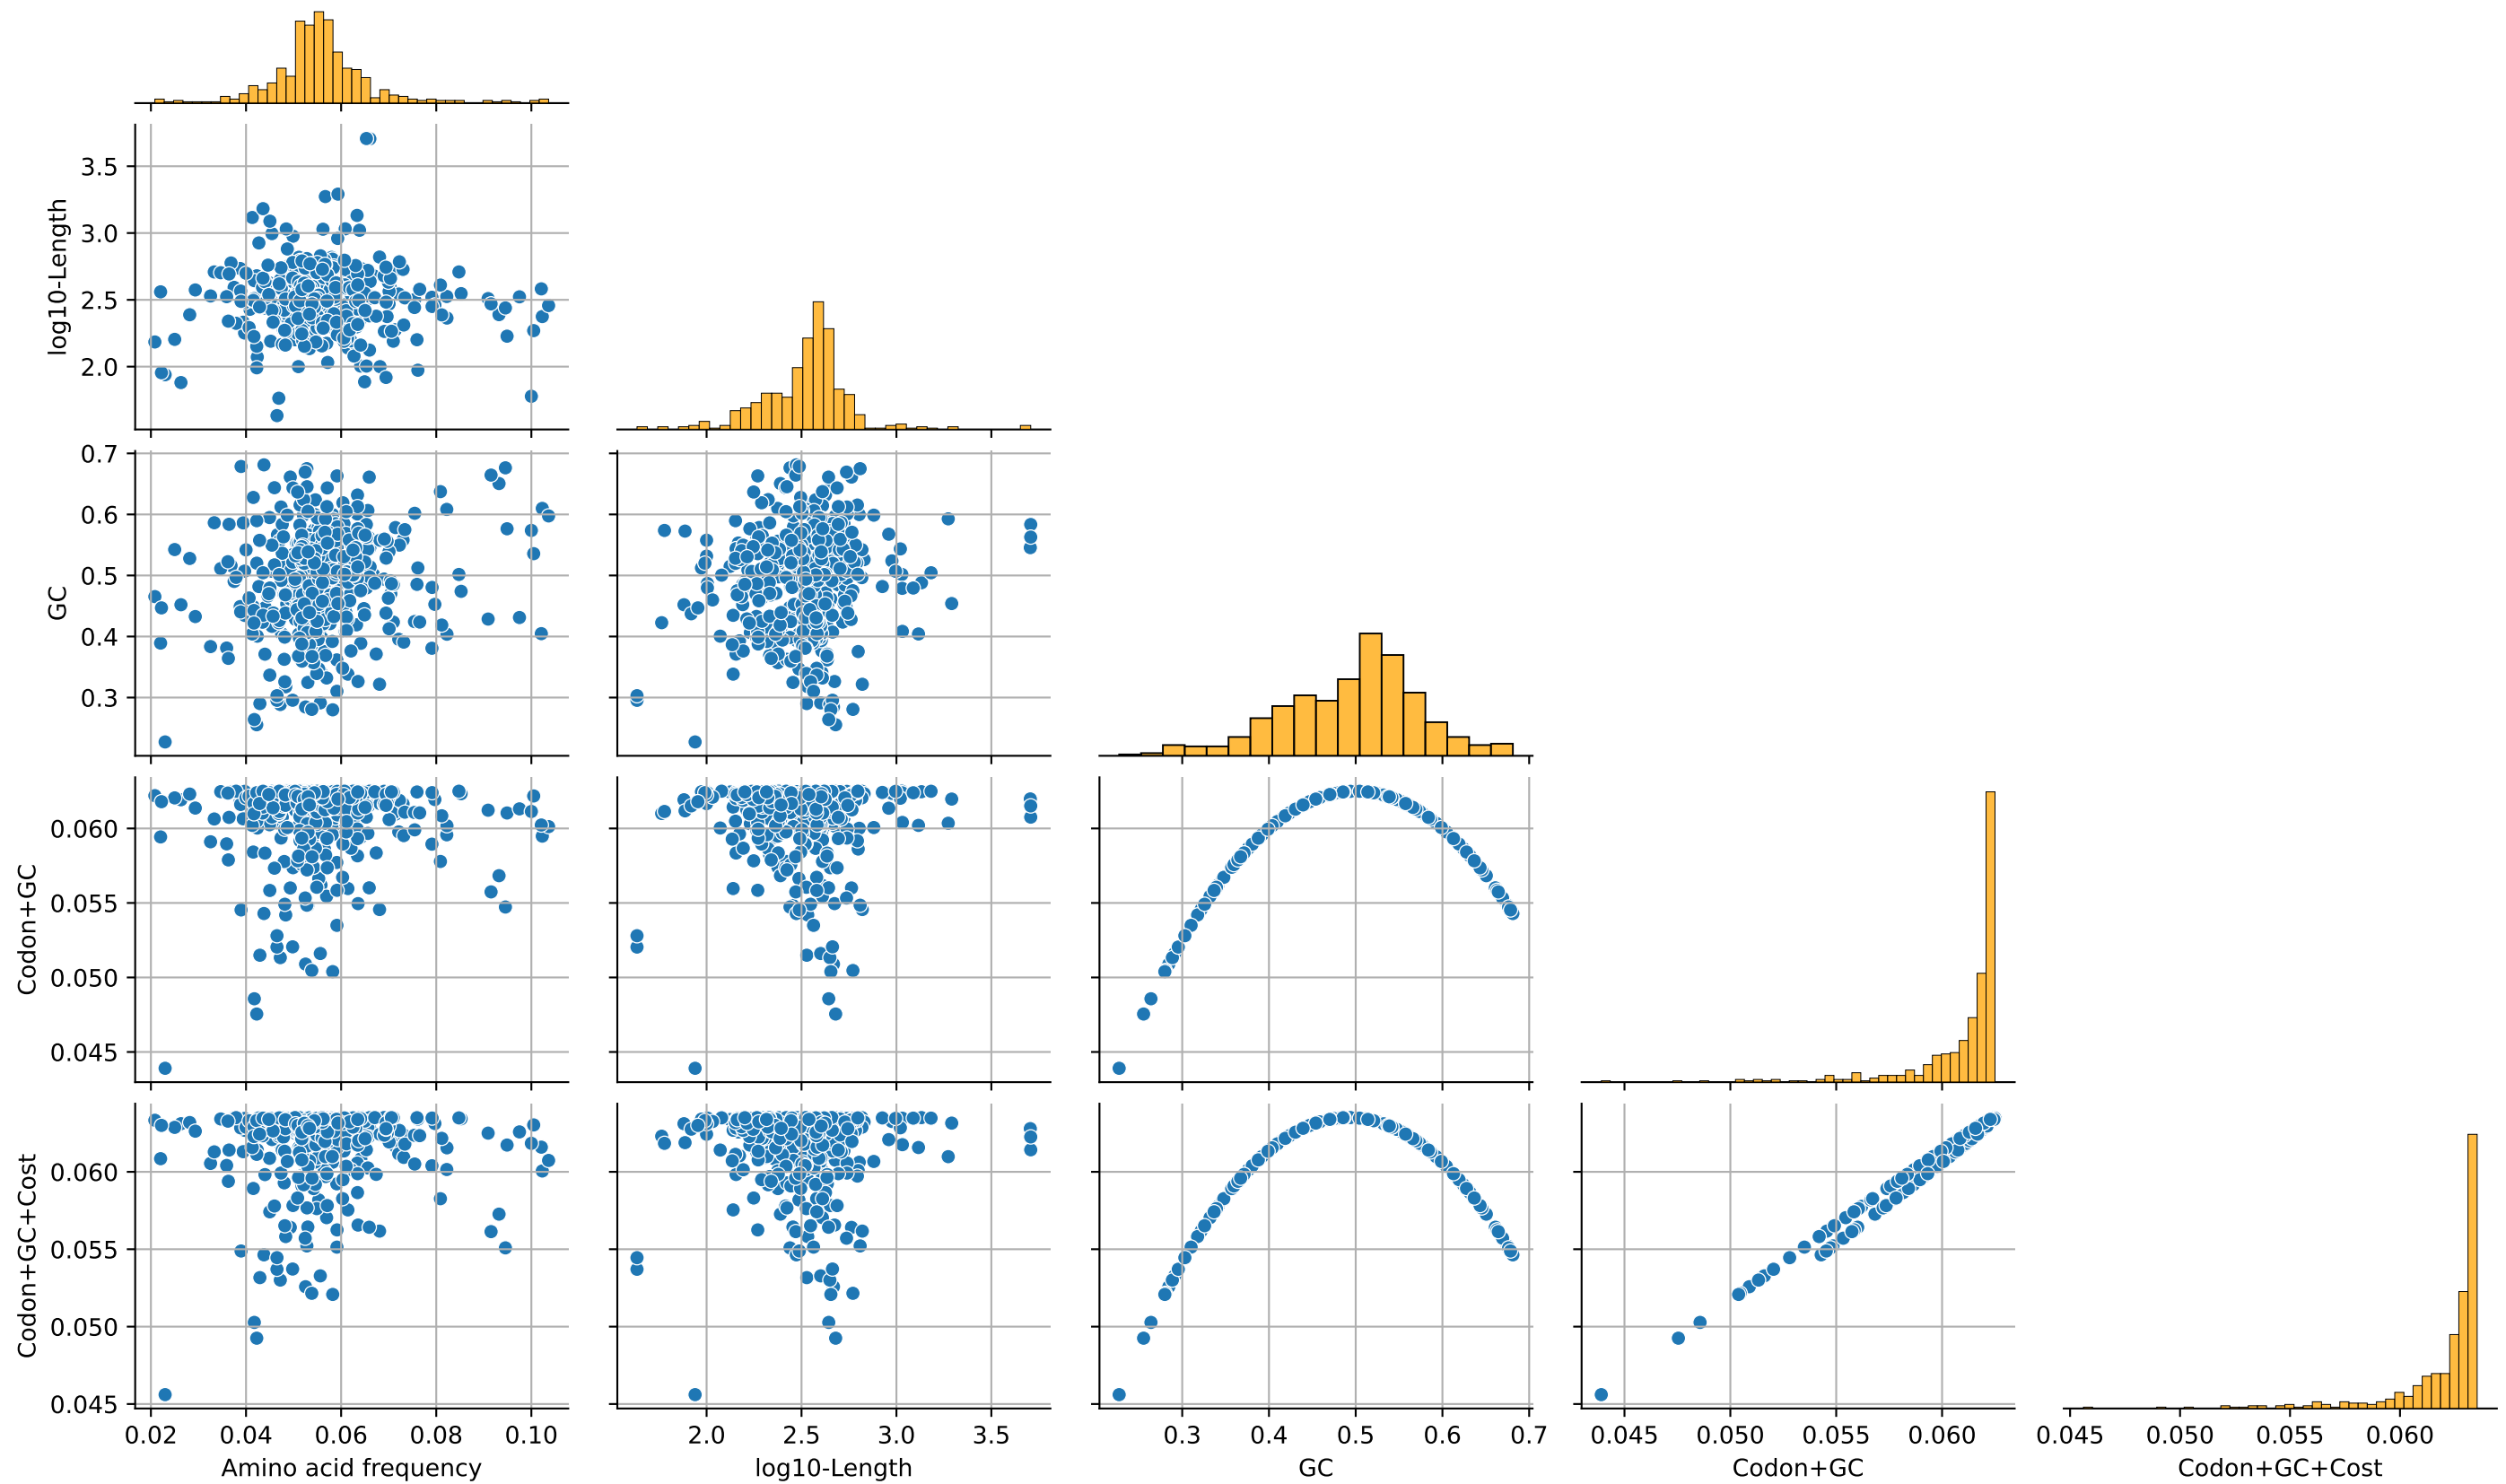 log10-Length
3.5
3.0
2.5
2.0
GC
0.7
0.6
0.5
0.4
0.3
Codon+GC
0.060
0.055
0.050
0.045
Codon+GC+Cost
0.060
0.055
0.050
0.045
0.02 0.04 0.06 0.08 0.10
2.0 2.5 3.0 3.5
0.3 0.4 0.5 0.6 0.7
0.045 0.050 0.055 0.060
0.045 0.050 0.055 0.060
Amino acid frequency
log10-Length
GC
Codon+GC
Codon+GC+Cost